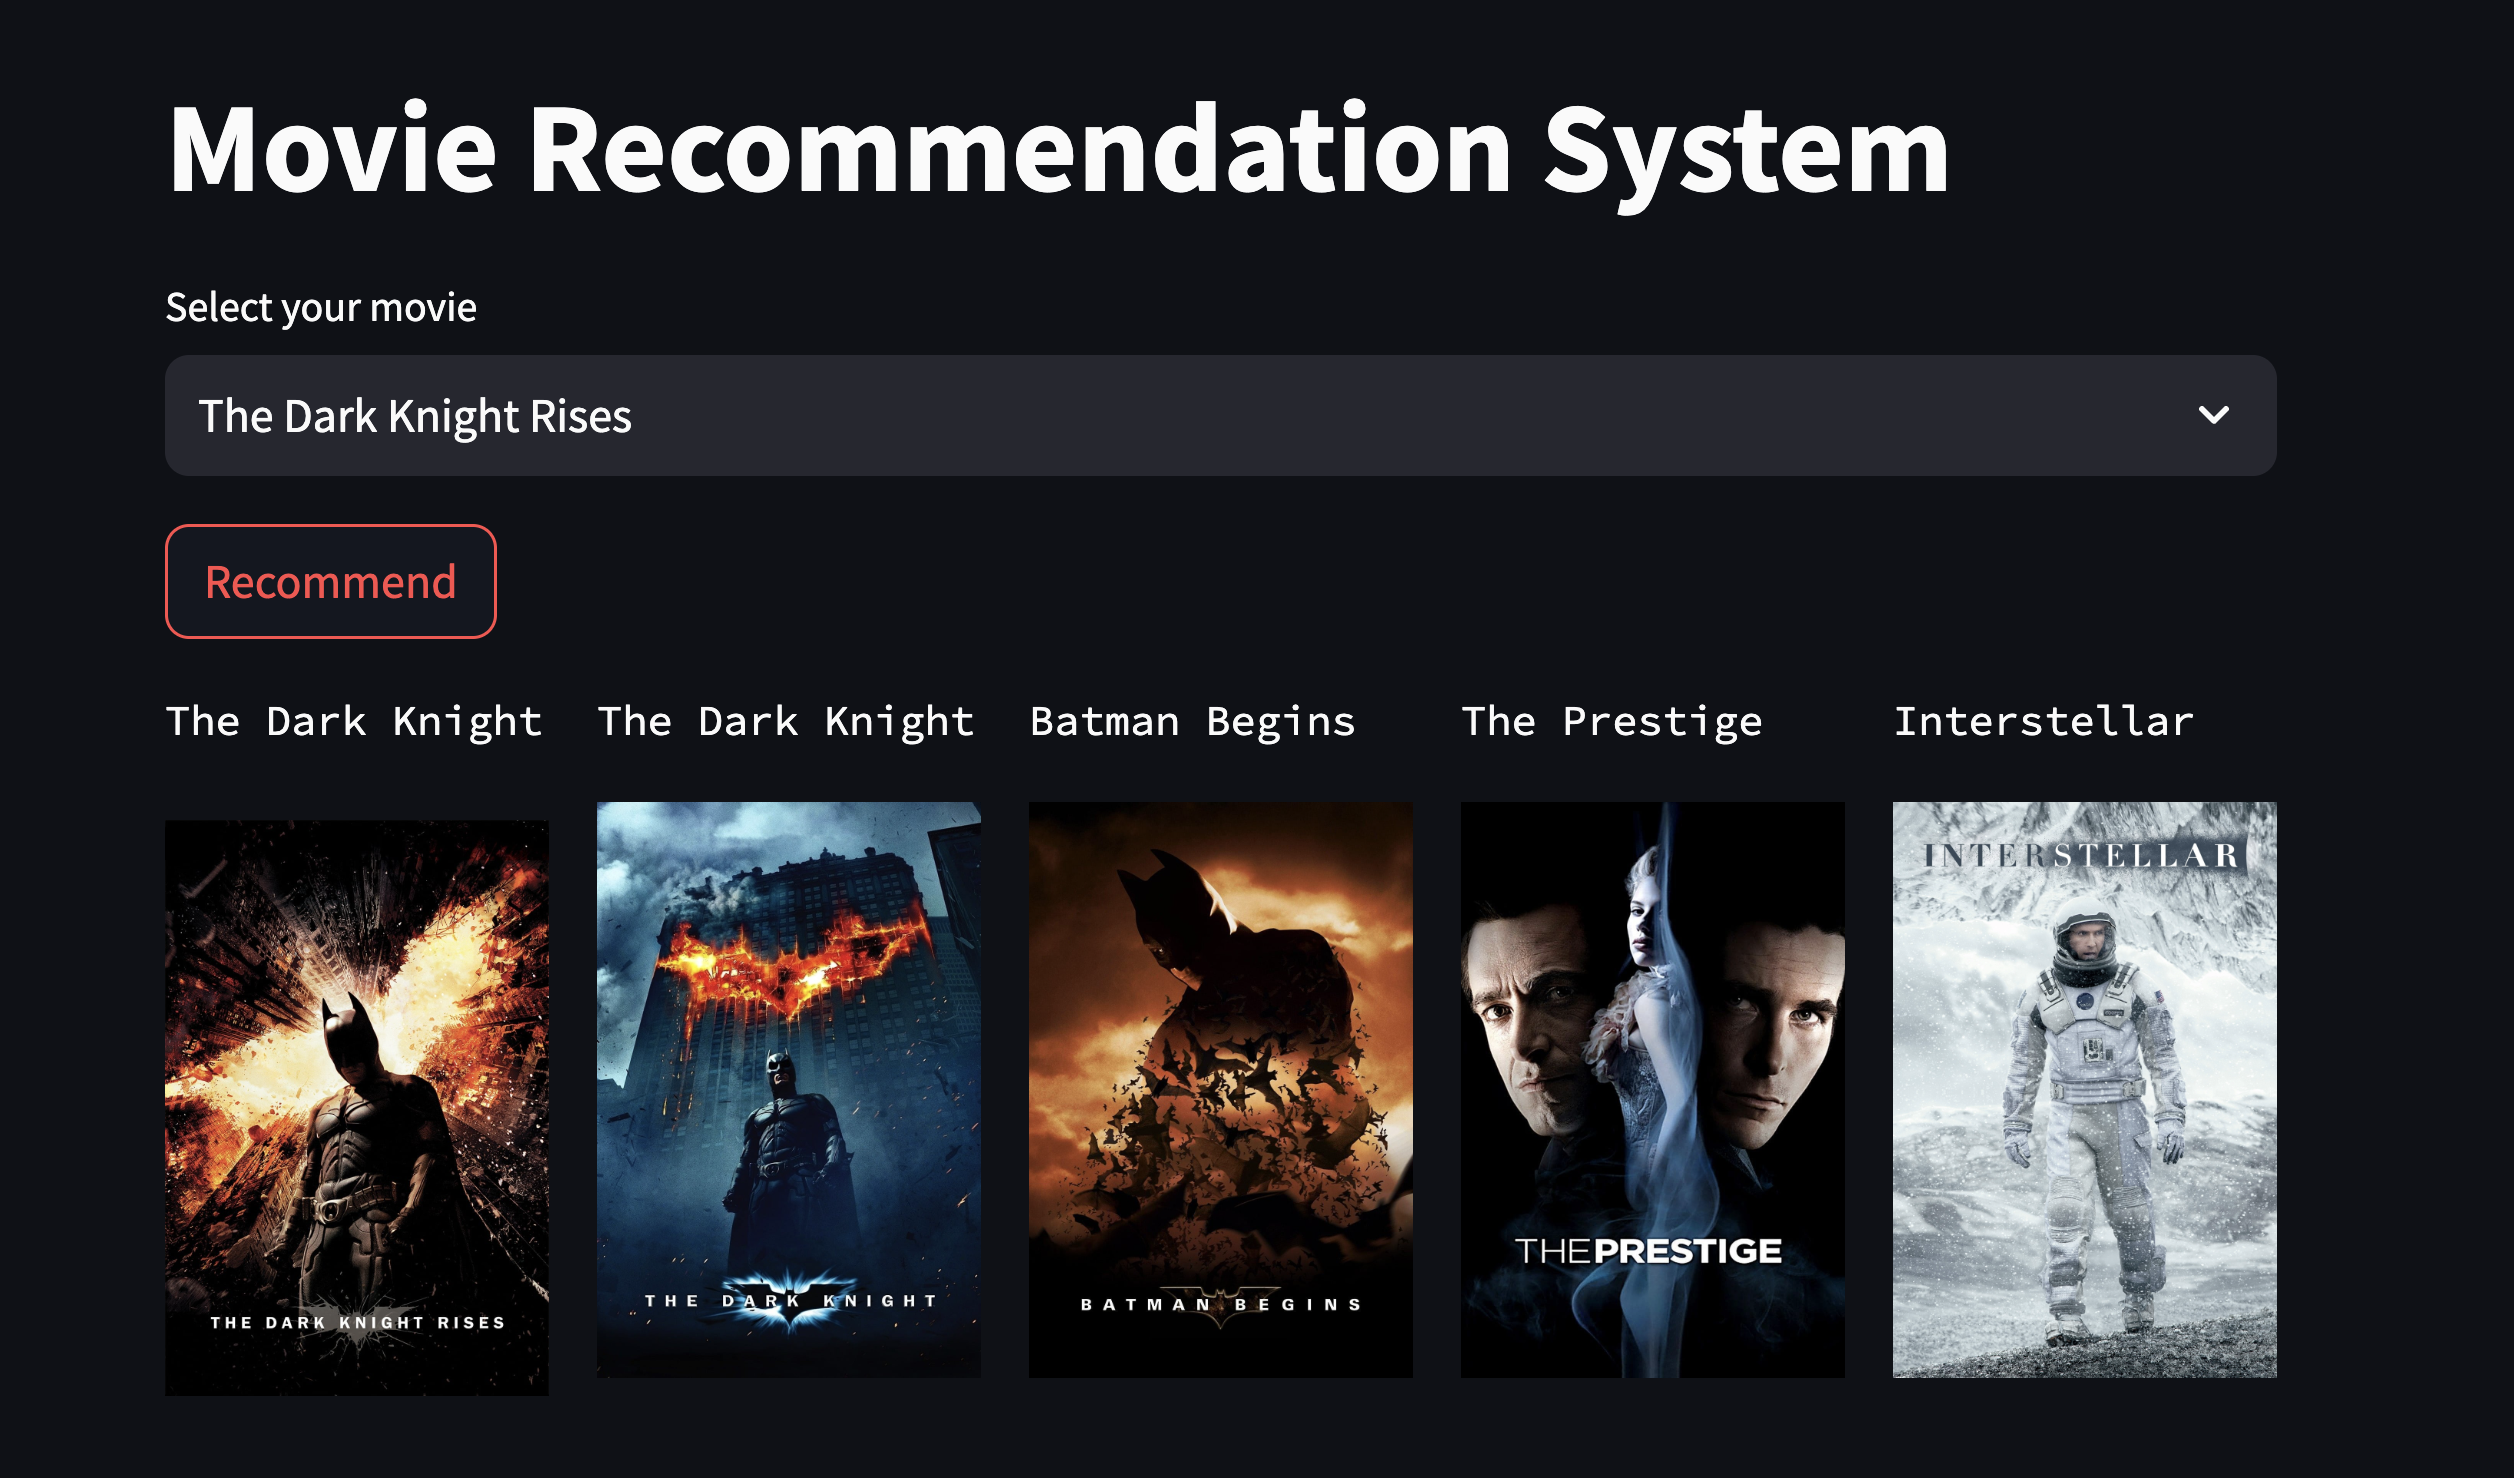 Movie Recommendation System
Select your movie
The Dark Knight Rises
Recommend
The Dark Knight
The Dark Knight
Batman Begins
The Prestige
Interstellar
THE DARK KNIGHT RISES
THE DARK KNIGHT
BATMAN BEGINS
THE PRESTIGE
INTERSTELLAR